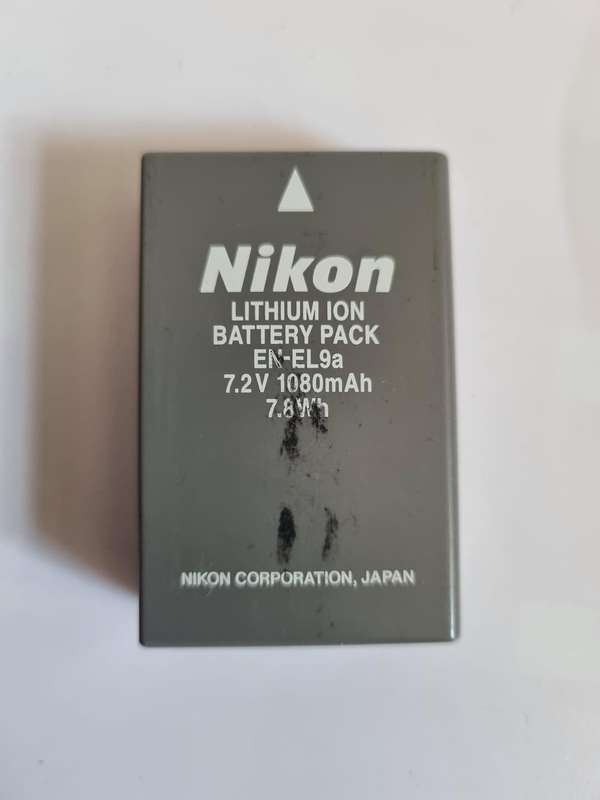 Nikon
LITHIUM ION
BATTERY PACK
EN-EL9a
7.2V 1080mAh
7.8Wh
NIKON CORPORATION, JAPAN